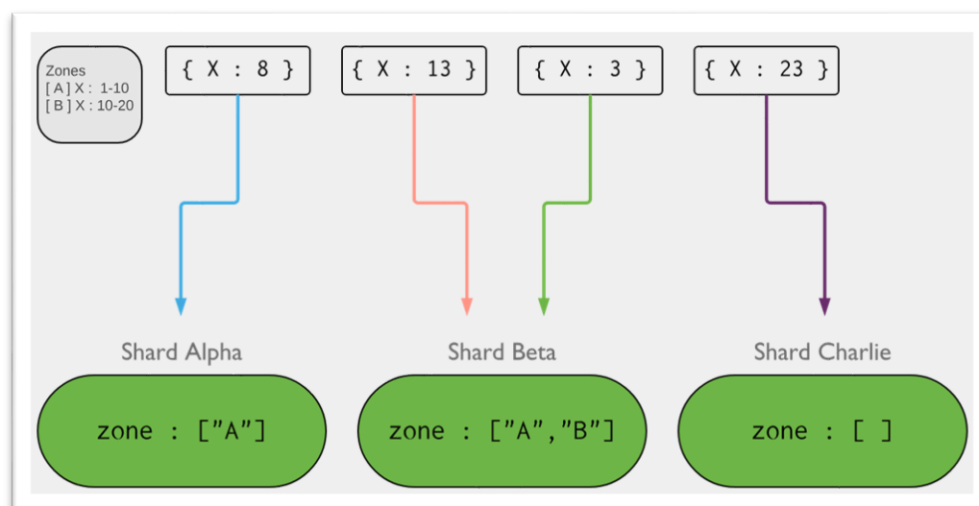 Zones
[ A ] X :  1-10
[ B ] X : 10-20
{ X : 8 }
{ X : 13 }
{ X : 3 }
{ X : 23 }
Shard Alpha
Shard Beta
Shard Charlie
zone : ["A"]
zone : ["A","B"]
zone : [ ]